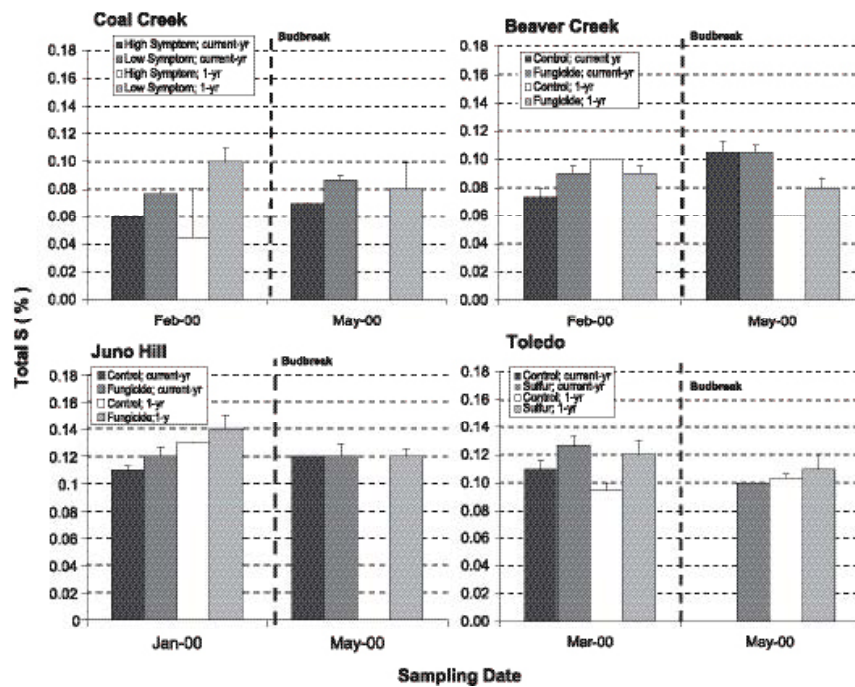 Coal Creek
Budbreak
High Symptom, current-yr
Low Symptom, current-yr
High Symptom; 1-yr
Low Symptom, 1-yr
0.18
0.16
0.14
0.12
0.10
0.08
0.06
0.04
0.02
0.00
Feb-00
May-00
Beaver Creek
Budbreak
Control; current yr
Fungicide; current-yr
Control; 1-yr
Fungicide; 1-yr
0.18
0.16
0.14
0.12
0.10
0.08
0.06
0.04
0.02
0.00
Feb-00
May-00
Total S (%)
Juno Hill
Budbreak
Control; current-yr
Fungicide; current-yr
Control; 1-yr
Fungicide;1-y
0.18
0.16
0.14
0.12
0.1
0.08
0.06
0.04
0.02
0
Jan-00
May-00
Toledo
Budbreak
Control; current-yr
Sulfur; current-yr
Control; 1-yr
Sulfur; 1-yr
0.18
0.16
0.14
0.12
0.10
0.08
0.06
0.04
0.02
0.00
Mar-00
May-00
Sampling Date